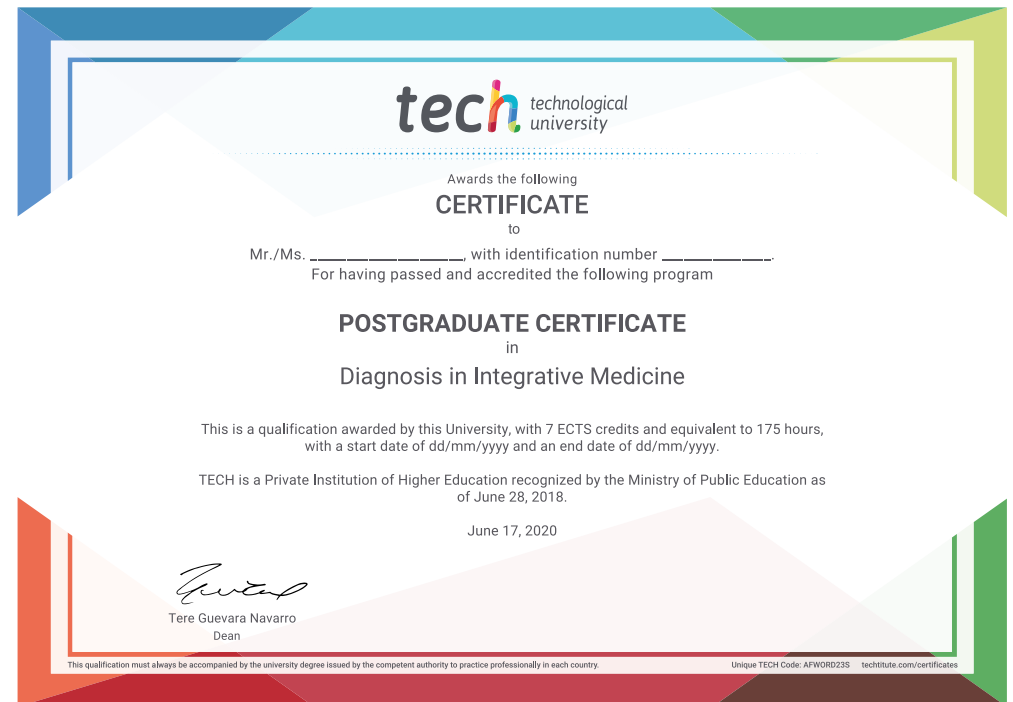 tech technological
university
Awards the following
CERTIFICATE
to
Mr./Ms. ____________________, with identification number ______________.
For having passed and accredited the following program
POSTGRADUATE CERTIFICATE
in
Diagnosis in Integrative Medicine
This is a qualification awarded by this University, with 7 ECTS credits and equivalent to 175 hours,
with a start date of dd/mm/yyyy and an end date of dd/mm/yyyy.
TECH is a Private Institution of Higher Education recognized by the Ministry of Public Education as
of June 28, 2018.
June 17, 2020
Tere Guevara Navarro
Dean
This qualification must always be accompanied by the university degree issued by the competent authority to practice professionally in each country.
Unique TECH Code: AFWORD23S techtitute.com/certificates